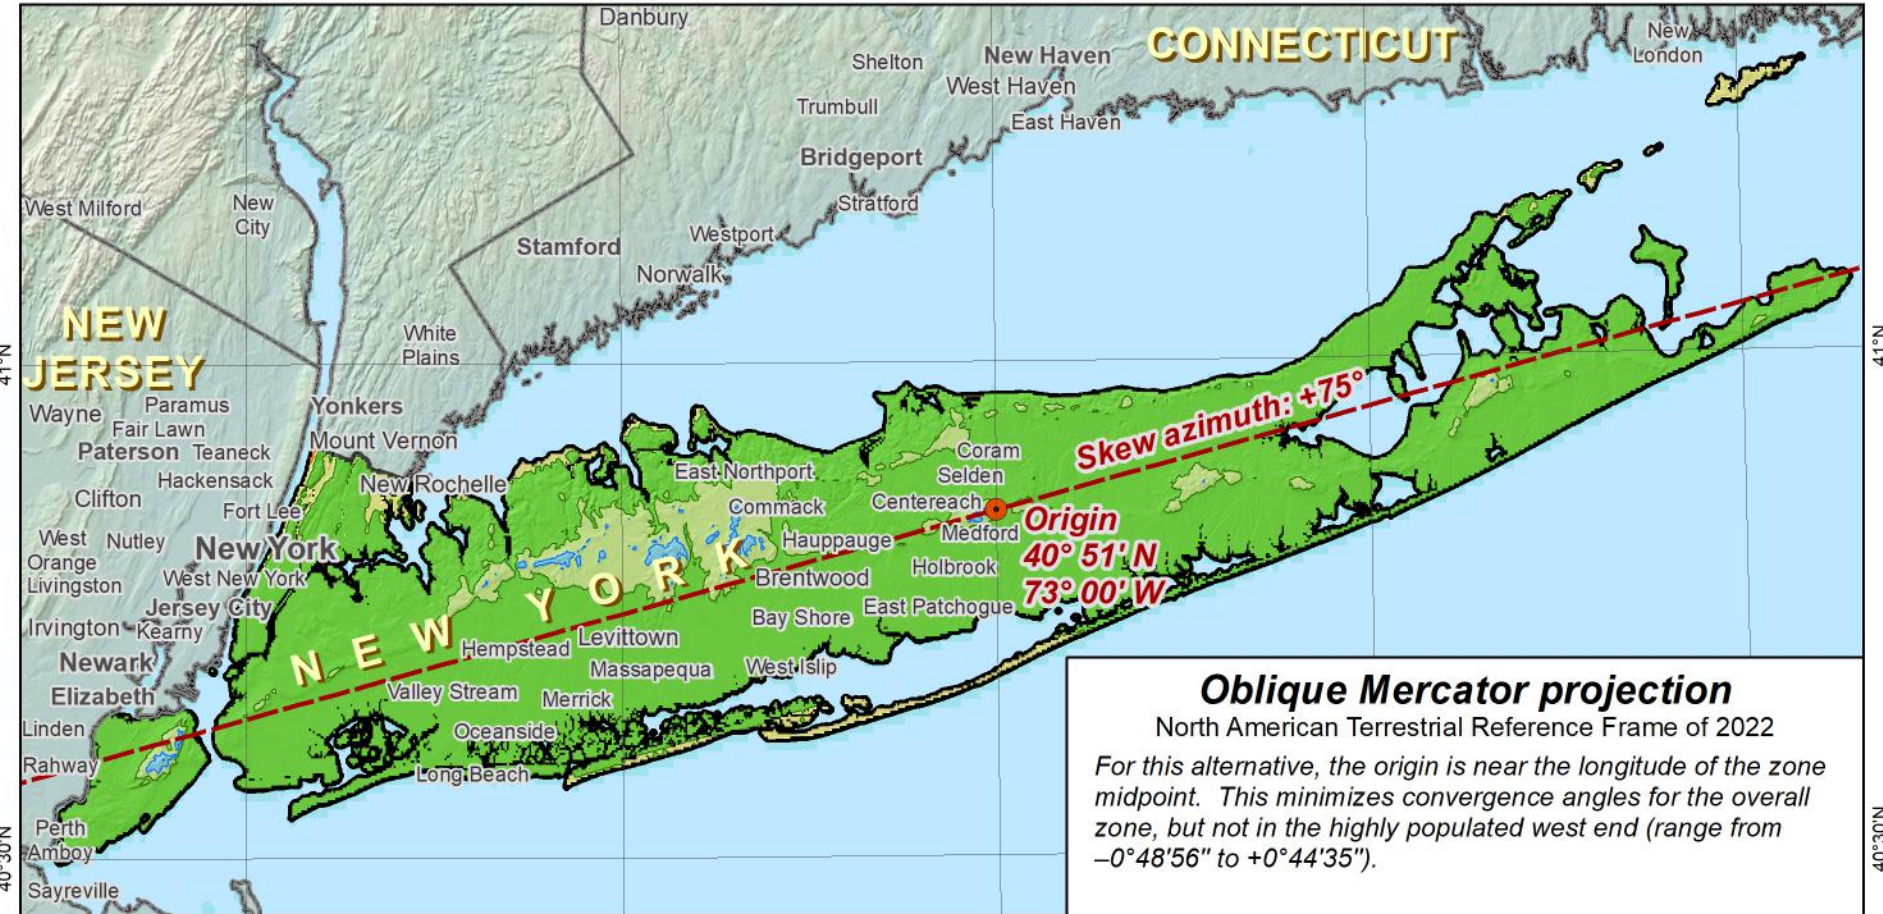 Danbury
CONNECTICUT
New
London
Shelton
New Haven
West Haven
Trumbull
East Haven
Bridgeport
Stratford
West Milford
New
City
Stamford
Westport
Norwalk
NEW
JERSEY
White
Plains
41°N
41°N
Wayne
Paramus
Fair Lawn
Paterson
Teaneck
Hackensack
Clifton
Fort Lee
Yonkers
Mount Vernon
New Rochelle
West
Orange
Nutley
Livingston
New York
West New York
Jersey City
Irvington
Kearny
Newark
Elizabeth
Linden
Rahway
Perth
Amboy
Sayreville
East Northport
Commack
Hauppauge
Brentwood
Bay Shore
Coram
Selden
Centereach
Medford
Holbrook
East Patchogue
NEW YORK
Hempstead
Levittown
Massapequa
West Islip
Valley Stream
Merrick
Oceanside
Long Beach
Skew azimuth: +75°
Origin
40° 51' N
73° 00' W
40°30'N
40°30'N
Oblique Mercator projection
North American Terrestrial Reference Frame of 2022
For this alternative, the origin is near the longitude of the zone
midpoint. This minimizes convergence angles for the overall
zone, but not in the highly populated west end (range from
–0°48'56" to +0°44'35").